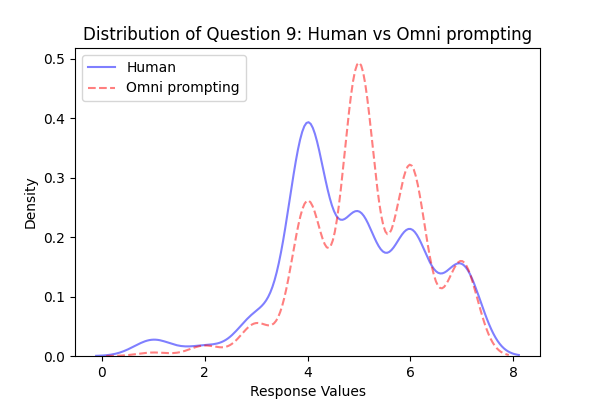 Distribution of Question 9: Human vs Omni prompting
Human
Omni prompting
Density
0.5
0.4
0.3
0.2
0.1
0.0
0 2 4 6 8
Response Values